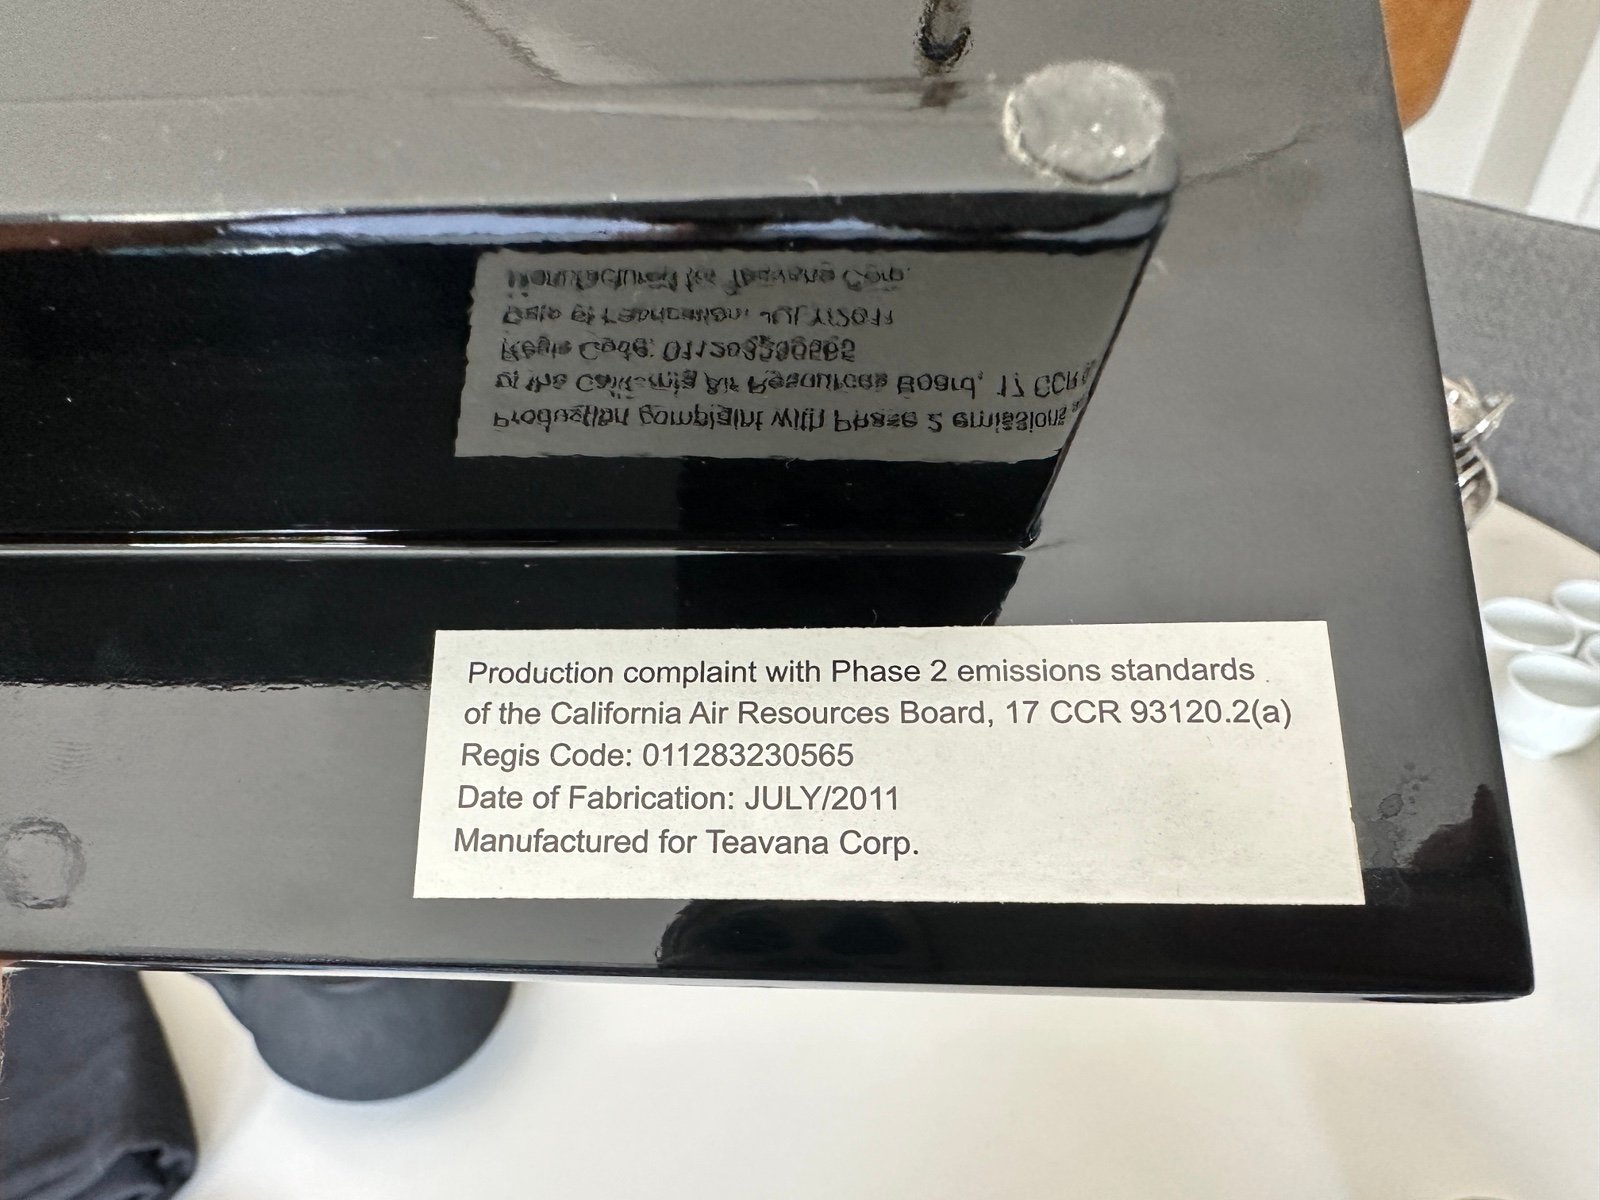 Production complaint with Phase 2 emissions standards
of the California Air Resources Board, 17 CCR 93120.2(a)
Regis Code: 011283230565
Date of Fabrication: JULY/2011
Manufactured for Teavana Corp.